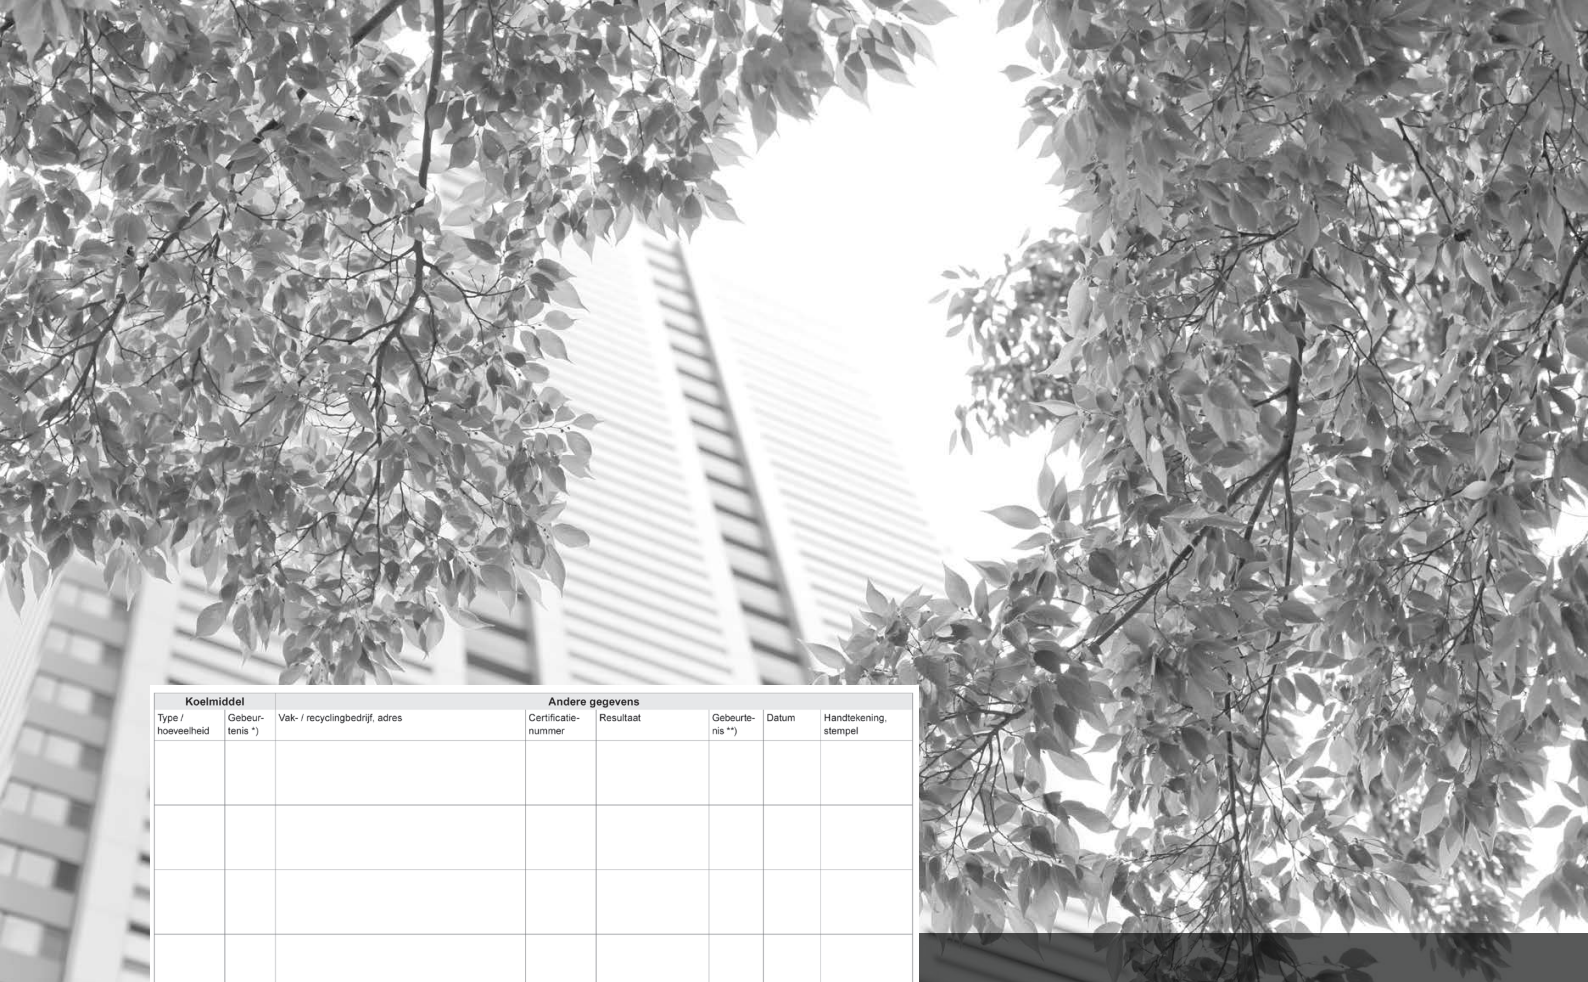 Koelmiddel Andere gegevens
Type / Gebeur- Vak- / recyclingbedrijf, adres Certificatie- Resultaat Gebeurte- Datum Handtekening,
hoeveelheid tenis *) nummer nis **) stempel